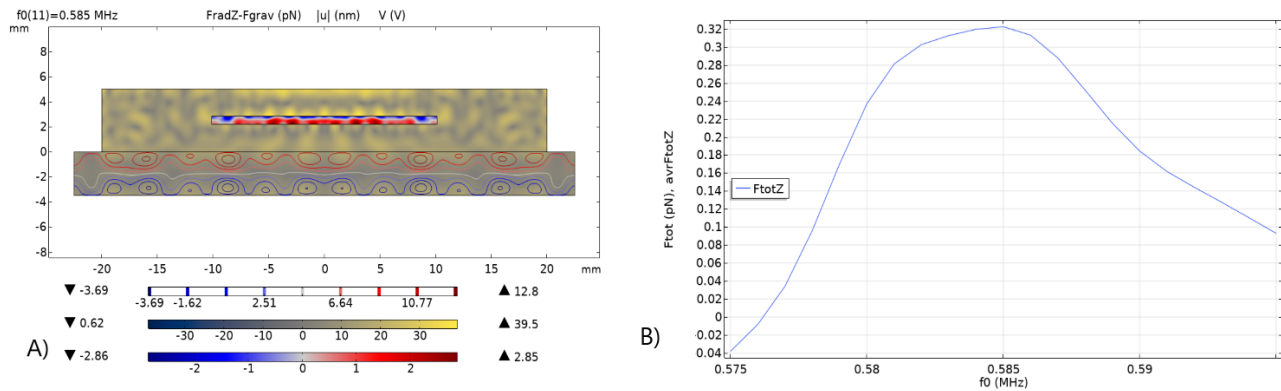 f0(11)=0.585 MHz FradZ-Fgrav (pN) |u| (nm) V (V)
mm
8
6
4
2
0
-2
-4
-6
-8
-20 -10 -5 0 5 10 20 mm
▼ -3.69 ▲ 12.8
-3.69 -1.62 2.51 6.64 10.77
▼ 0.62 ▲ 39.5
-30 -20 -10 0 10 20 30
▼ -2.86 ▲ 2.85
-2 -1 0 1 2
A)
0.32
0.3
0.28
0.26
0.24
0.22
0.2
0.18
0.16
0.14
0.12
0.1
0.08
0.06
0.04
0.02
0
-0.02
-0.04
Ftot (pN), avrFtotZ
FtotZ
0.575 0.58 0.585 0.59
f0 (MHz)
B)